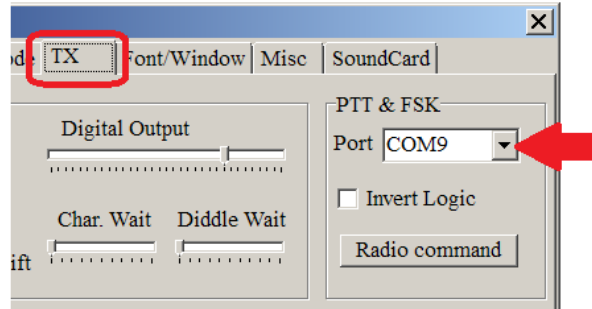 TX Font/Window Misc SoundCard
Digital Output
Char. Wait Diddle Wait
PTT & FSK
Port COM9
Invert Logic
Radio command